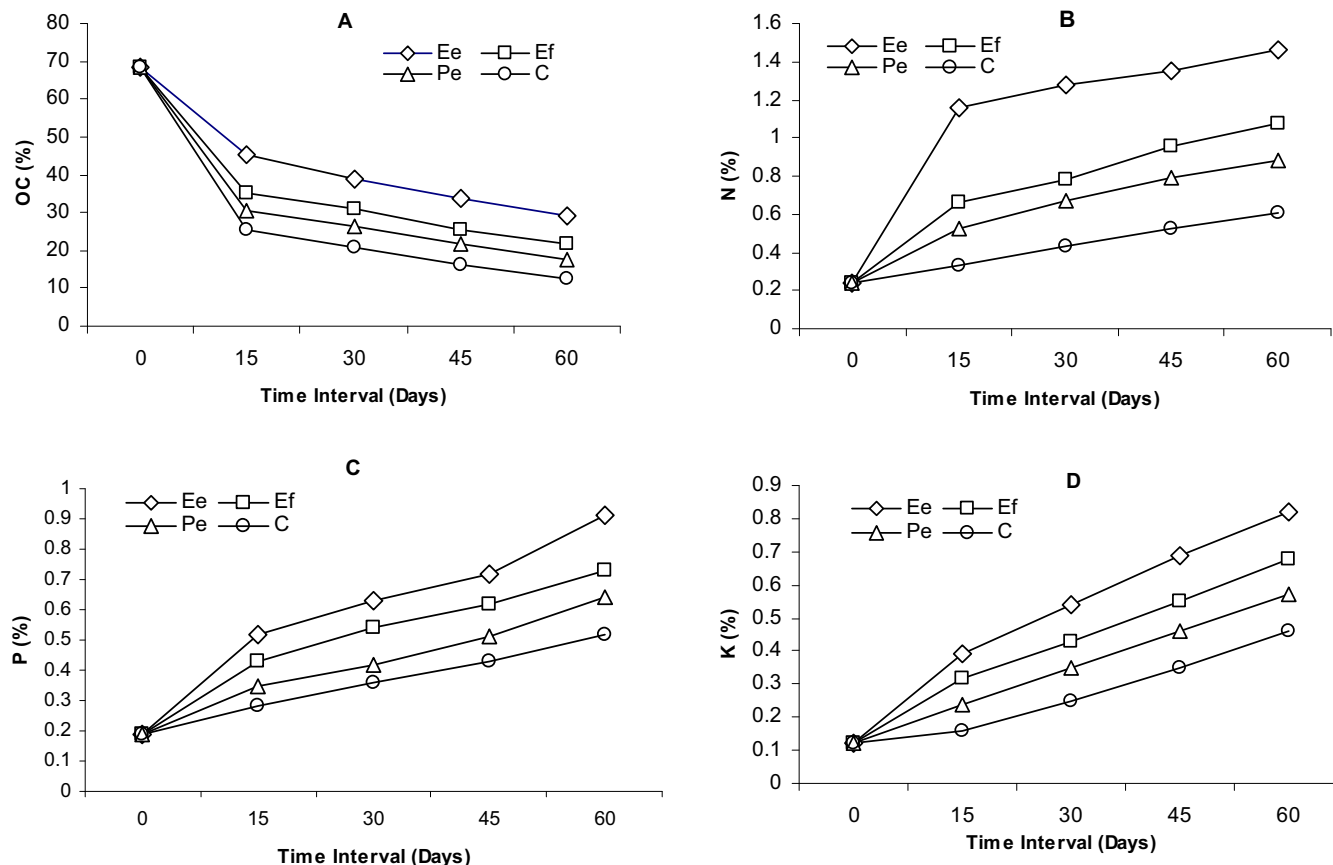 A
Ee Ef
Pe C
OC (%)
80
70
60
50
40
30
20
10
0
0 15 30 45 60
Time Interval (Days)
B
Ee Ef
Pe C
N (%)
1.6
1.4
1.2
1
0.8
0.6
0.4
0.2
0
0 15 30 45 60
Time Interval (Days)
C
Ee Ef
Pe C
P (%)
1
0.9
0.8
0.7
0.6
0.5
0.4
0.3
0.2
0.1
0
0 15 30 45 60
Time Interval (Days)
D
Ee Ef
Pe C
K (%)
0.9
0.8
0.7
0.6
0.5
0.4
0.3
0.2
0.1
0
0 15 30 45 60
Time Interval (Days)